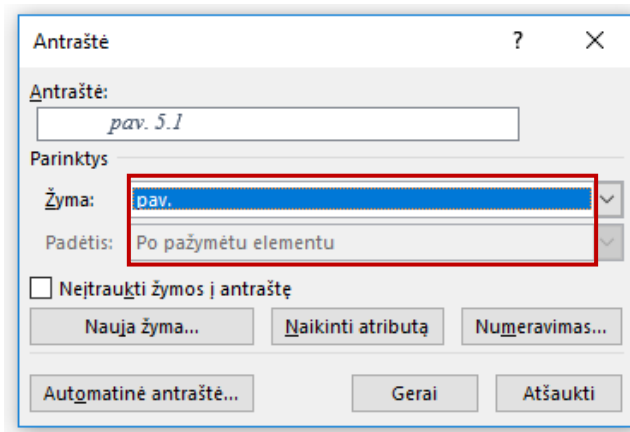 Antraštė ?
Antraštė:
pav. 5.1
Parinktys
Žyma: pav.
Padėtis: Po pažymėtu elementu
Neįtraukti žymos į antraštę
Nauja žyma... Naikinti atributą Numeravimas...
Automatinė antraštė... Gerai Atšaukti